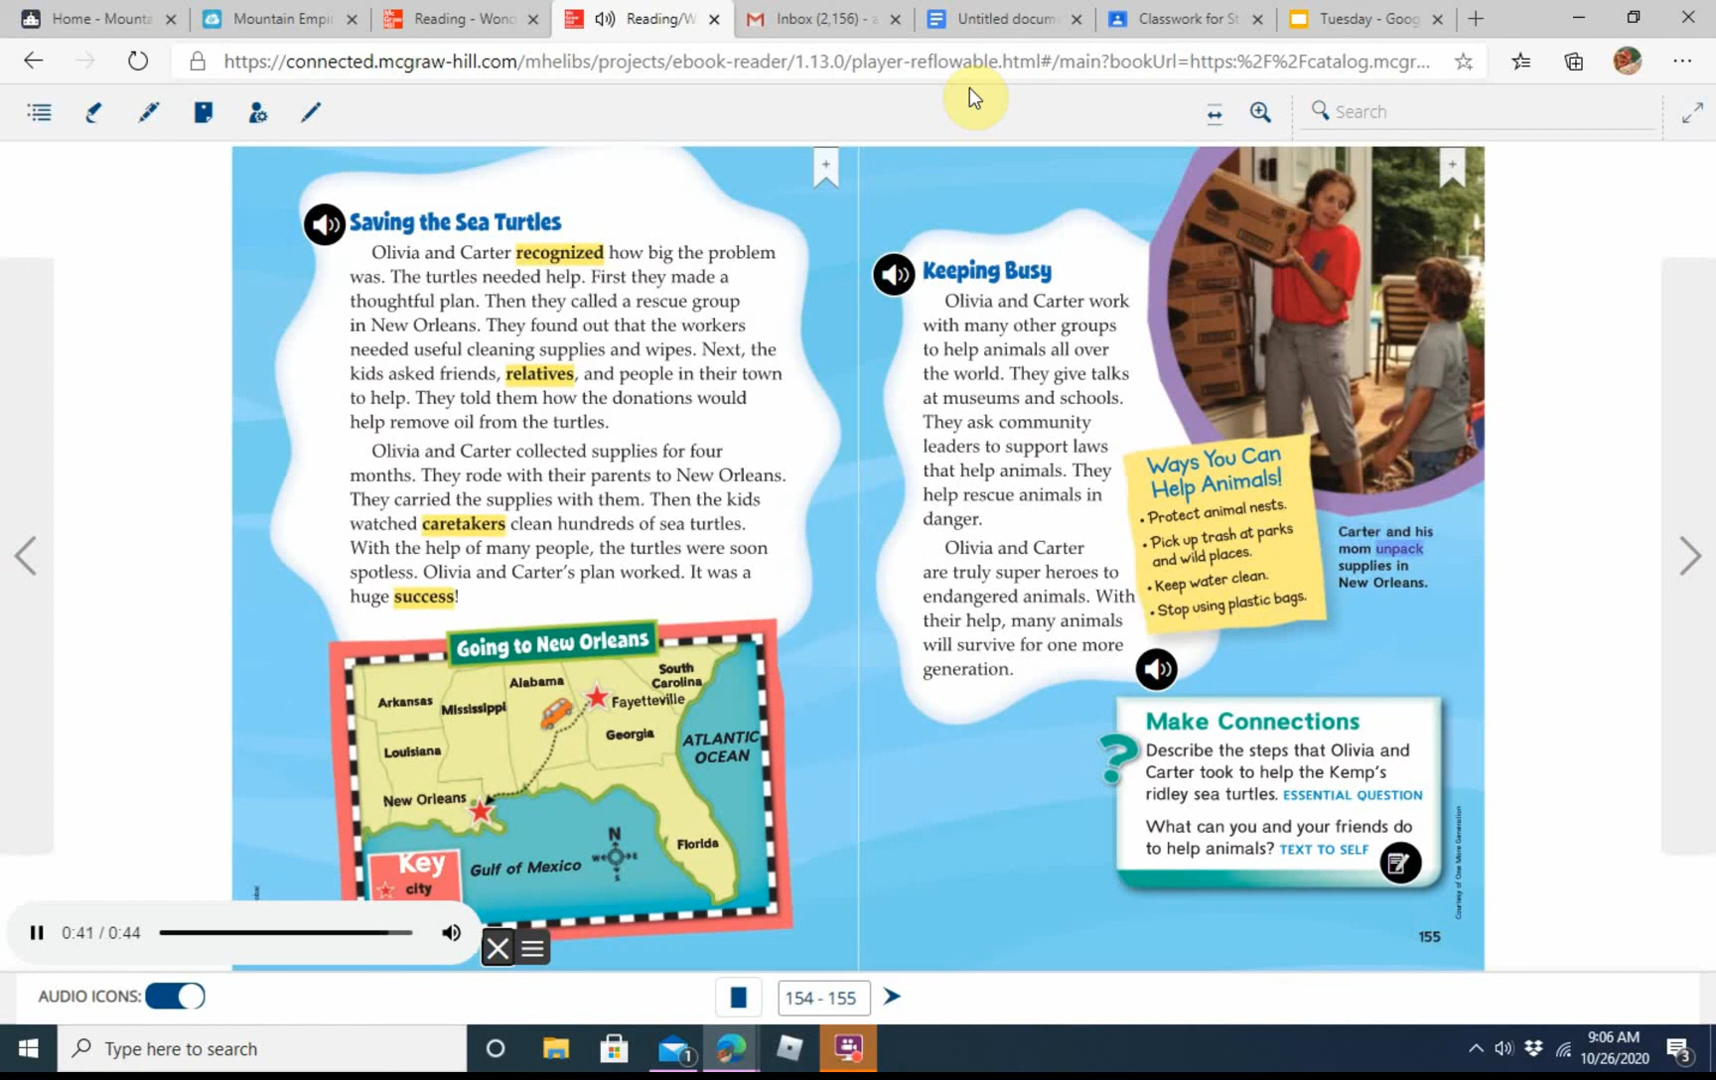 Home - Mounta
Mountain Empi
Reading - Wond
Reading/W
Inbox (2,156) - a
Untitled docum
Classwork for St
Tuesday - Goog
https://connected.mcgraw-hill.com/mhelibs/projects/ebook-reader/1.13.0/player-reflowable.html#/main?bookUrl=https:%2F%2Fcatalog.mcgr...
Search
Saving the Sea Turtles
Olivia and Carter recognized how big the problem
was. The turtles needed help. First they made a
thoughtful plan. Then they called a rescue group
in New Orleans. They found out that the workers
needed useful cleaning supplies and wipes. Next, the
kids asked friends, relatives, and people in their town
to help. They told them how the donations would
help remove oil from the turtles.
Olivia and Carter collected supplies for four
months. They rode with their parents to New Orleans.
They carried the supplies with them. Then the kids
watched caretakers clean hundreds of sea turtles.
With the help of many people, the turtles were soon
spotless. Olivia and Carter's plan worked. It was a
huge success!
Going to New Orleans
Arkansas
Mississippi
Alabama
South
Carolina
Fayetteville
Georgia
Louisiana
ATLANTIC
OCEAN
New Orleans
Florida
Gulf of Mexico
N
W E
S
Key
city
Keeping Busy
Olivia and Carter work
with many other groups
to help animals all over
the world. They give talks
at museums and schools.
They ask community
leaders to support laws
that help animals. They
help rescue animals in
danger.
Olivia and Carter
are truly super heroes to
endangered animals. With
their help, many animals
will survive for one more
generation.
Ways You Can
Help Animals!
• Protect animal nests.
• Pick up trash at parks
and wild places.
• Keep water clean.
• Stop using plastic bags.
Carter and his
mom unpack
supplies in
New Orleans.
Make Connections
Describe the steps that Olivia and
Carter took to help the Kemp's
ridley sea turtles. ESSENTIAL QUESTION
What can you and your friends do
to help animals? TEXT TO SELF
Courtesy of One More Generation
155
0:41 / 0:44
AUDIO ICONS:
154 - 155
Type here to search
1
9:06 AM
10/26/2020
3